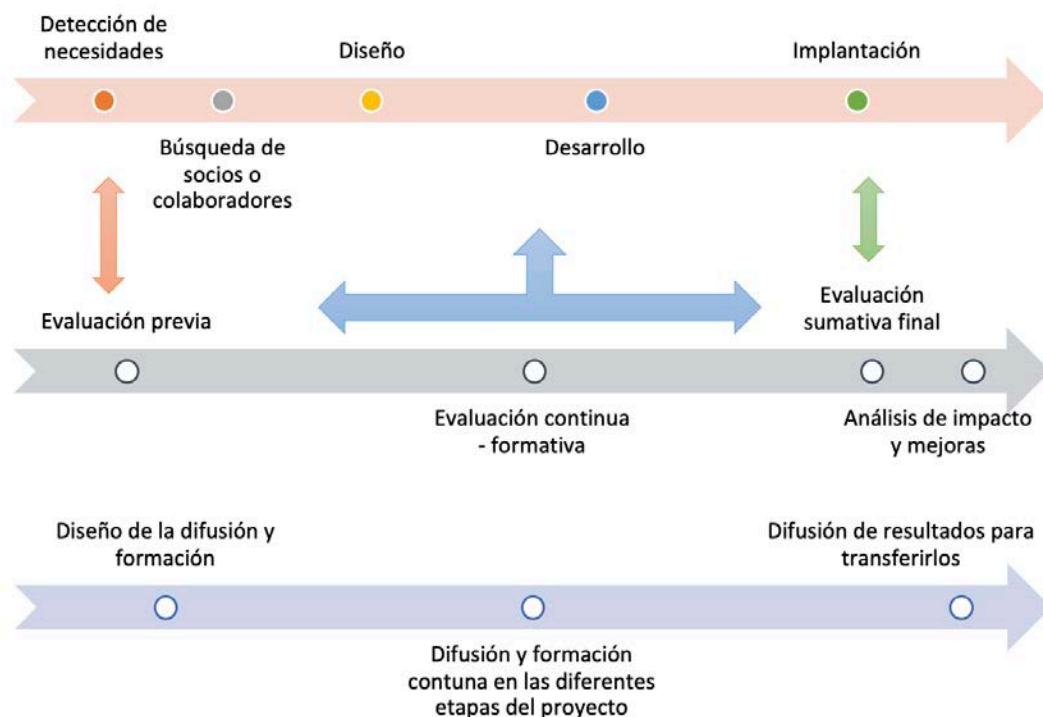 Detección de
necesidades
Diseño
Implantación
Búsqueda de
socios o
colaboradores
Desarrollo
Evaluación previa
Evaluación
sumativa final
Evaluación continua
- formativa
Análisis de impacto
y mejoras
Diseño de la difusión y
formación
Difusión de resultados para
transferirlos
Difusión y formación
contuna en las diferentes
etapas del proyecto